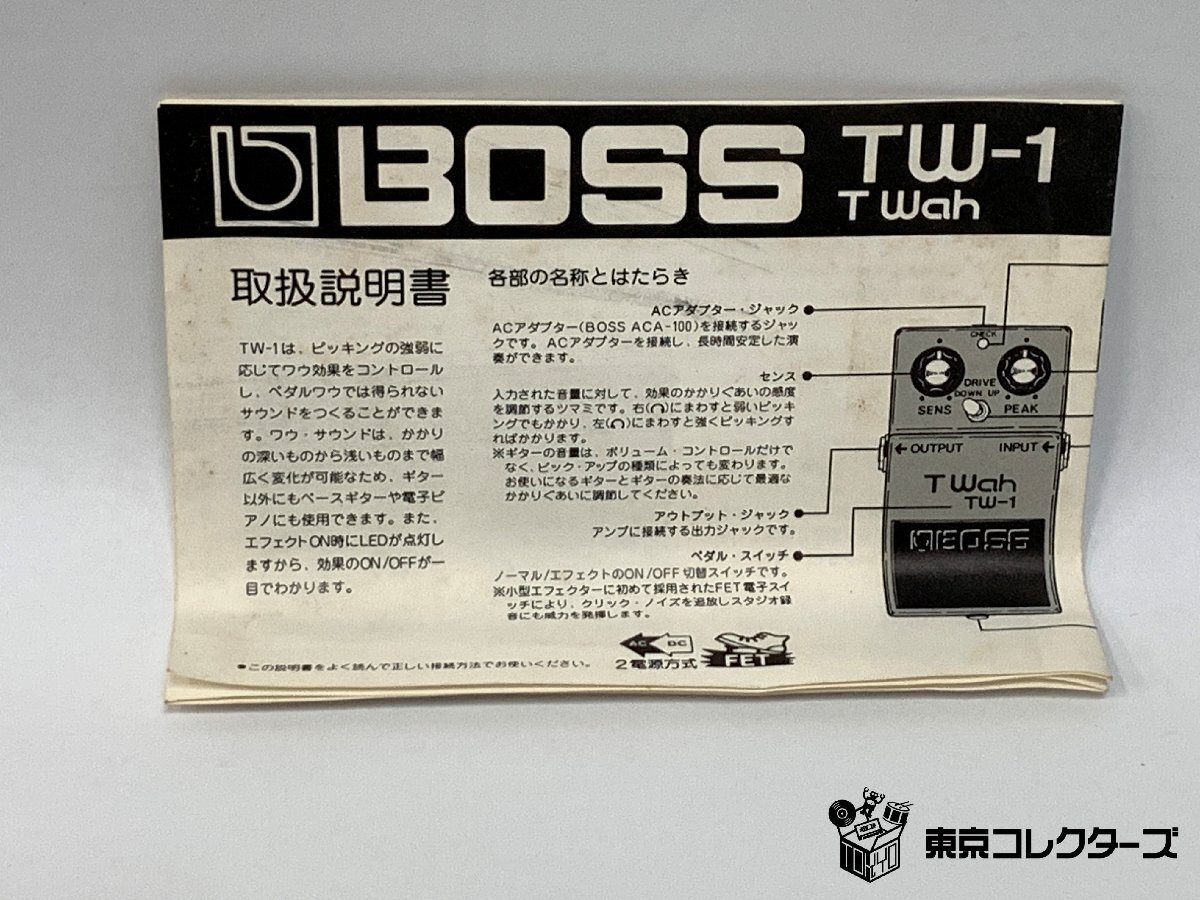 BOSS TW-1
T Wah
取扱説明書
TW-1は、ピッキングの強弱に
応じてワウ効果をコントロール
し、ペダルワウでは得られない
サウンドをつくることができま
す。ワウ・サウンドは、かかり
の深いものから浅いものまで幅
広く変化が可能なため、ギター
以外にもベースギターや電子ピ
アノにも使用できます。また、
エフェクトON時にLEDが点灯し
ますから、効果のON/OFFが一
目でわかります。
●この説明書をよく読んで正しい接続方法でお使いください。
各部の名称とはたらき
ACアダプター・ジャック
ACアダプター(BOSS ACA-100)を接続するジャッ
クです。ACアダプターを接続し、長時間安定した演
奏ができます。
センス
入力された音量に対して、効果のかかりぐあいの感度
を調節するツマミです。右(↷)にまわすと弱いピッキ
ングでもかかり、左(↶)にまわすと強くピッキングす
ればかかります。
※ギターの音量は、ボリューム・コントロールだけで
なく、ピック・アップの種類によっても変わります。
お使いになるギターとギターの奏法に応じて最適な
かかりぐあいに調節してください。
アウトプット・ジャック
アンプに接続する出力ジャックです。
ペダル・スイッチ
ノーマル/エフェクトのON/OFF切替スイッチです。
※小型エフェクターに初めて採用されたFET電子スイ
ッチにより、クリック・ノイズを追放しスタジオ録
音にも威力を発揮します。
AC DC
2電源方式
FET
CHECK
DRIVE
DOWN UP
SENS PEAK
←OUTPUT INPUT←
T Wah
TW-1
BOSS
TOKYO
東京コレクターズ